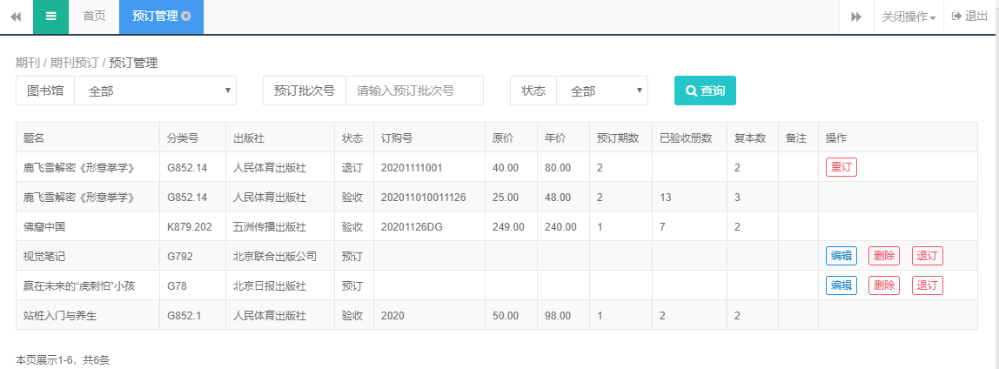 首页 预订管理 关闭操作 退出
期刊 / 期刊预订 / 预订管理
图书馆 全部 预订批次号 请输入预订批次号 状态 全部 查询
题名 分类号 出版社 状态 订购号 原价 年价 预订期数 已验收册数 复本数 备注 操作
鹿飞雪解密《形意拳学》 G852.14 人民体育出版社 退订 20201111001 40.00 80.00 2 2 重订
鹿飞雪解密《形意拳学》 G852.14 人民体育出版社 验收 202011010011126 25.00 48.00 2 13 3
佛窟中国 K879.202 五洲传播出版社 验收 20201126DG 249.00 240.00 1 7 2
视觉笔记 G792 北京联合出版公司 预订 编辑 删除 退订
赢在未来的“虎刺怕”小孩 G78 北京日报出版社 预订 编辑 删除 退订
站桩入门与养生 G852.1 人民体育出版社 验收 2020 50.00 98.00 1 2 2
本页展示1-6，共6条